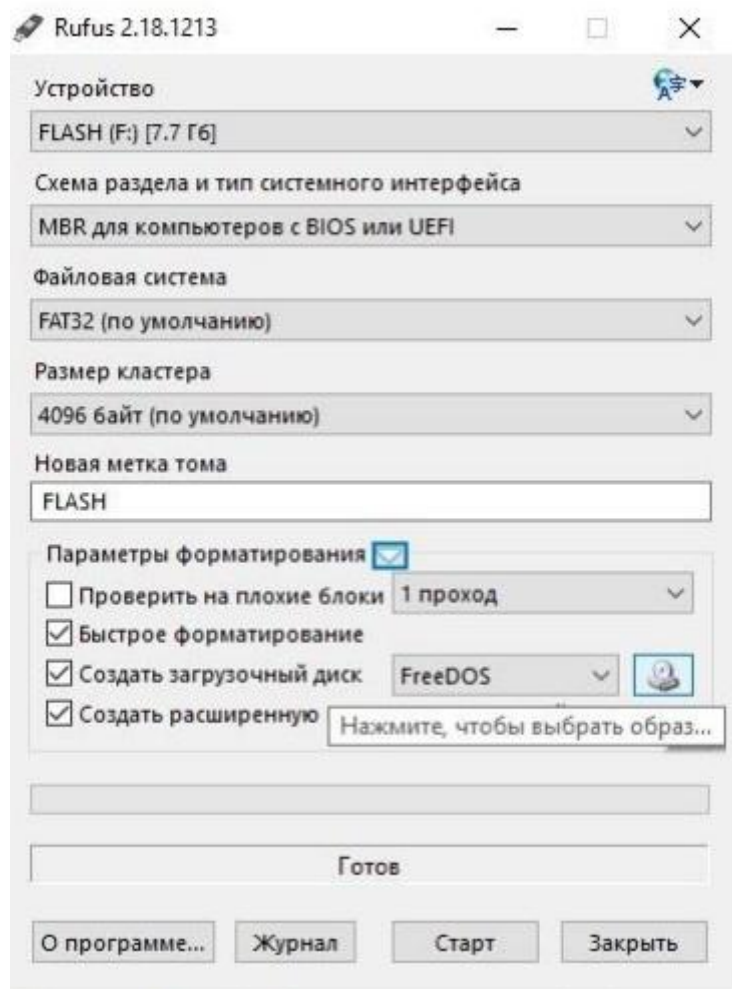 Rufus 2.18.1213
Устройство
FLASH (F:) [7.7 Гб]
Схема раздела и тип системного интерфейса
MBR для компьютеров с BIOS или UEFI
Файловая система
FAT32 (по умолчанию)
Размер кластера
4096 байт (по умолчанию)
Новая метка тома
FLASH
Параметры форматирования
Проверить на плохие блоки 1 проход
Быстрое форматирование
Создать загрузочный диск FreeDOS
Создать расширенную
Нажмите, чтобы выбрать образ...
Готов
О программе... Журнал Старт Закрыть